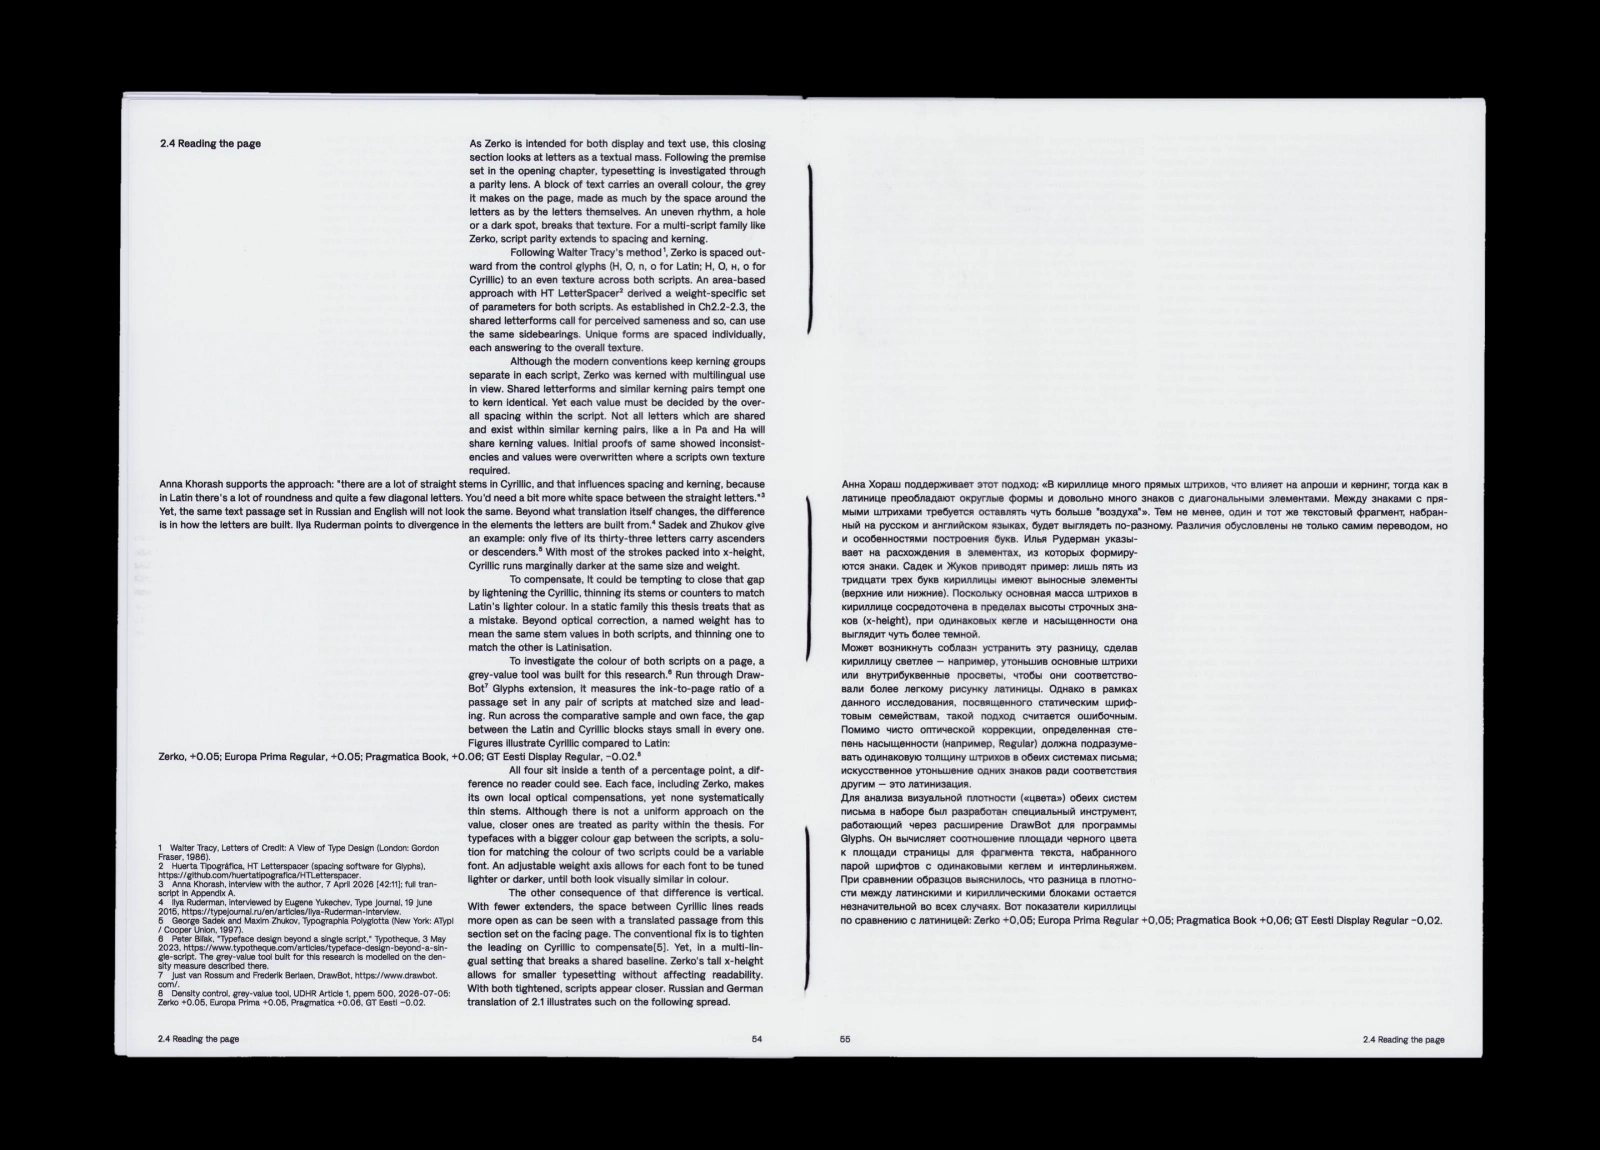 2.4 Reading the page
As Zerko is intended for both display and text use, this closing
section looks at letters as a textual mass. Following the premise
set in the opening chapter, typesetting is investigated through
a parity lens. A block of text carries an overall colour, the grey
it makes on the page, made as much by the space around the
letters as by the letters themselves. An uneven rhythm, a hole
or a dark spot, breaks that texture. For a multi-script family like
Zerko, script parity extends to spacing and kerning.
Following Walter Tracy's method¹, Zerko is spaced out-
ward from the control glyphs (H, O, n, o for Latin; Н, О, н, о for
Cyrillic) to an even texture across both scripts. An area-based
approach with HT LetterSpacer² derived a weight-specific set
of parameters for both scripts. As established in Ch2.2-2.3, the
shared letterforms call for perceived sameness and so, can use
the same sidebearings. Unique forms are spaced individually,
each answering to the overall texture.
Although the modern conventions keep kerning groups
separate in each script, Zerko was kerned with multilingual use
in view. Shared letterforms and similar kerning pairs tempt one
to kern identical. Yet each value must be decided by the over-
all spacing within the script. Not all letters which are shared
and exist within similar kerning pairs, like a in Pa and На will
share kerning values. Initial proofs of same showed inconsist-
encies and values were overwritten where a scripts own texture
required.
Anna Khorash supports the approach: "there are a lot of straight stems in Cyrillic, and that influences spacing and kerning, because
in Latin there's a lot of roundness and quite a few diagonal letters. You'd need a bit more white space between the straight letters."³
Yet, the same text passage set in Russian and English will not look the same. Beyond what translation itself changes, the difference
is in how the letters are built. Ilya Ruderman points to divergence in the elements the letters are built from.⁴ Sadek and Zhukov give
an example: only five of its thirty-three letters carry ascenders
or descenders.⁵ With most of the strokes packed into x-height,
Cyrillic runs marginally darker at the same size and weight.
To compensate, it could be tempting to close that gap
by lightening the Cyrillic, thinning its stems or counters to match
Latin's lighter colour. In a static family this thesis treats that as
a mistake. Beyond optical correction, a named weight has to
mean the same stem values in both scripts, and thinning one to
match the other is Latinisation.
To investigate the colour of both scripts on a page, a
grey-value tool was built for this research.⁶ Run through Draw-
Bot⁷ Glyphs extension, it measures the ink-to-page ratio of a
passage set in any pair of scripts at matched size and lead-
ing. Run across the comparative sample and own face, the gap
between the Latin and Cyrillic blocks stays small in every one.
Figures illustrate Cyrillic compared to Latin:
Zerko, +0.05; Europa Prima Regular, +0.05; Pragmatica Book, +0.06; GT Eesti Display Regular, −0.02.⁸
All four sit inside a tenth of a percentage point, a dif-
ference no reader could see. Each face, including Zerko, makes
its own local optical compensations, yet none systematically
thin stems. Although there is not a uniform approach on the
value, closer ones are treated as parity within the thesis. For
typefaces with a bigger colour gap between the scripts, a solu-
tion for matching the colour of two scripts could be a variable
font. An adjustable weight axis allows for each font to be tuned
lighter or darker, until both look visually similar in colour.
The other consequence of that difference is vertical.
With fewer extenders, the space between Cyrillic lines reads
more open as can be seen with a translated passage from this
section set on the facing page. The conventional fix is to tighten
the leading on Cyrillic to compensate[5]. Yet, in a multi-lin-
gual setting that breaks a shared baseline. Zerko's tall x-height
allows for smaller typesetting without affecting readability.
With both tightened, scripts appear closer. Russian and German
translation of 2.1 illustrates such on the following spread.
1 Walter Tracy, Letters of Credit: A View of Type Design (London: Gordon
Fraser, 1986).
2 Huerta Tipográfica, HT Letterspacer (spacing software for Glyphs),
https://github.com/huertatipografica/HTLetterspacer.
3 Anna Khorash, interview with the author, 7 April 2026 [42:11]; full tran-
script in Appendix A.
4 Ilya Ruderman, interviewed by Eugene Yukechev, Type Journal, 19 June
2015, https://typejournal.ru/en/articles/Ilya-Ruderman-Interview.
5 George Sadek and Maxim Zhukov, Typographia Polyglotta (New York: ATypI
/ Cooper Union, 1997).
6 Peter Biľak, "Typeface design beyond a single script," Typotheque, 3 May
2023, https://www.typotheque.com/articles/typeface-design-beyond-a-sin-
gle-script. The grey-value tool built for this research is modelled on the den-
sity measure described there.
7 Just van Rossum and Frederik Berlaen, DrawBot, https://www.drawbot.
com/.
8 Density control, grey-value tool, UDHR Article 1, ppem 500, 2026-07-05:
Zerko +0.05, Europa Prima +0.05, Pragmatica +0.06, GT Eesti −0.02.
2.4 Reading the page
54
Анна Хораш поддерживает этот подход: «В кириллице много прямых штрихов, что влияет на апроши и кернинг, тогда как в
латинице преобладают округлые формы и довольно много знаков с диагональными элементами. Между знаками с пря-
мыми штрихами требуется оставлять чуть больше "воздуха"». Тем не менее, один и тот же текстовый фрагмент, набран-
ный на русском и английском языках, будет выглядеть по-разному. Различия обусловлены не только самим переводом, но
и особенностями построения букв. Илья Рудерман указы-
вает на расхождения в элементах, из которых формиру-
ются знаки. Садек и Жуков приводят пример: лишь пять из
тридцати трех букв кириллицы имеют выносные элементы
(верхние или нижние). Поскольку основная масса штрихов в
кириллице сосредоточена в пределах высоты строчных зна-
ков (x-height), при одинаковых кегле и насыщенности она
выглядит чуть более темной.
Может возникнуть соблазн устранить эту разницу, сделав
кириллицу светлее — например, утоньшив основные штрихи
или внутрибуквенные просветы, чтобы они соответство-
вали более легкому рисунку латиницы. Однако в рамках
данного исследования, посвященного статическим шриф-
товым семействам, такой подход считается ошибочным.
Помимо чисто оптической коррекции, определенная сте-
пень насыщенности (например, Regular) должна подразуме-
вать одинаковую толщину штрихов в обеих системах письма;
искусственное утоньшение одних знаков ради соответствия
другим — это латинизация.
Для анализа визуальной плотности («цвета») обеих систем
письма в наборе был разработан специальный инструмент,
работающий через расширение DrawBot для программы
Glyphs. Он вычисляет соотношение площади черного цвета
к площади страницы для фрагмента текста, набранного
парой шрифтов с одинаковыми кеглем и интерлиньяжем.
При сравнении образцов выяснилось, что разница в плотно-
сти между латинскими и кириллическими блоками остается
незначительной во всех случаях. Вот показатели кириллицы
по сравнению с латиницей: Zerko +0,05; Europa Prima Regular +0,05; Pragmatica Book +0,06; GT Eesti Display Regular −0,02.
55
2.4 Reading the page